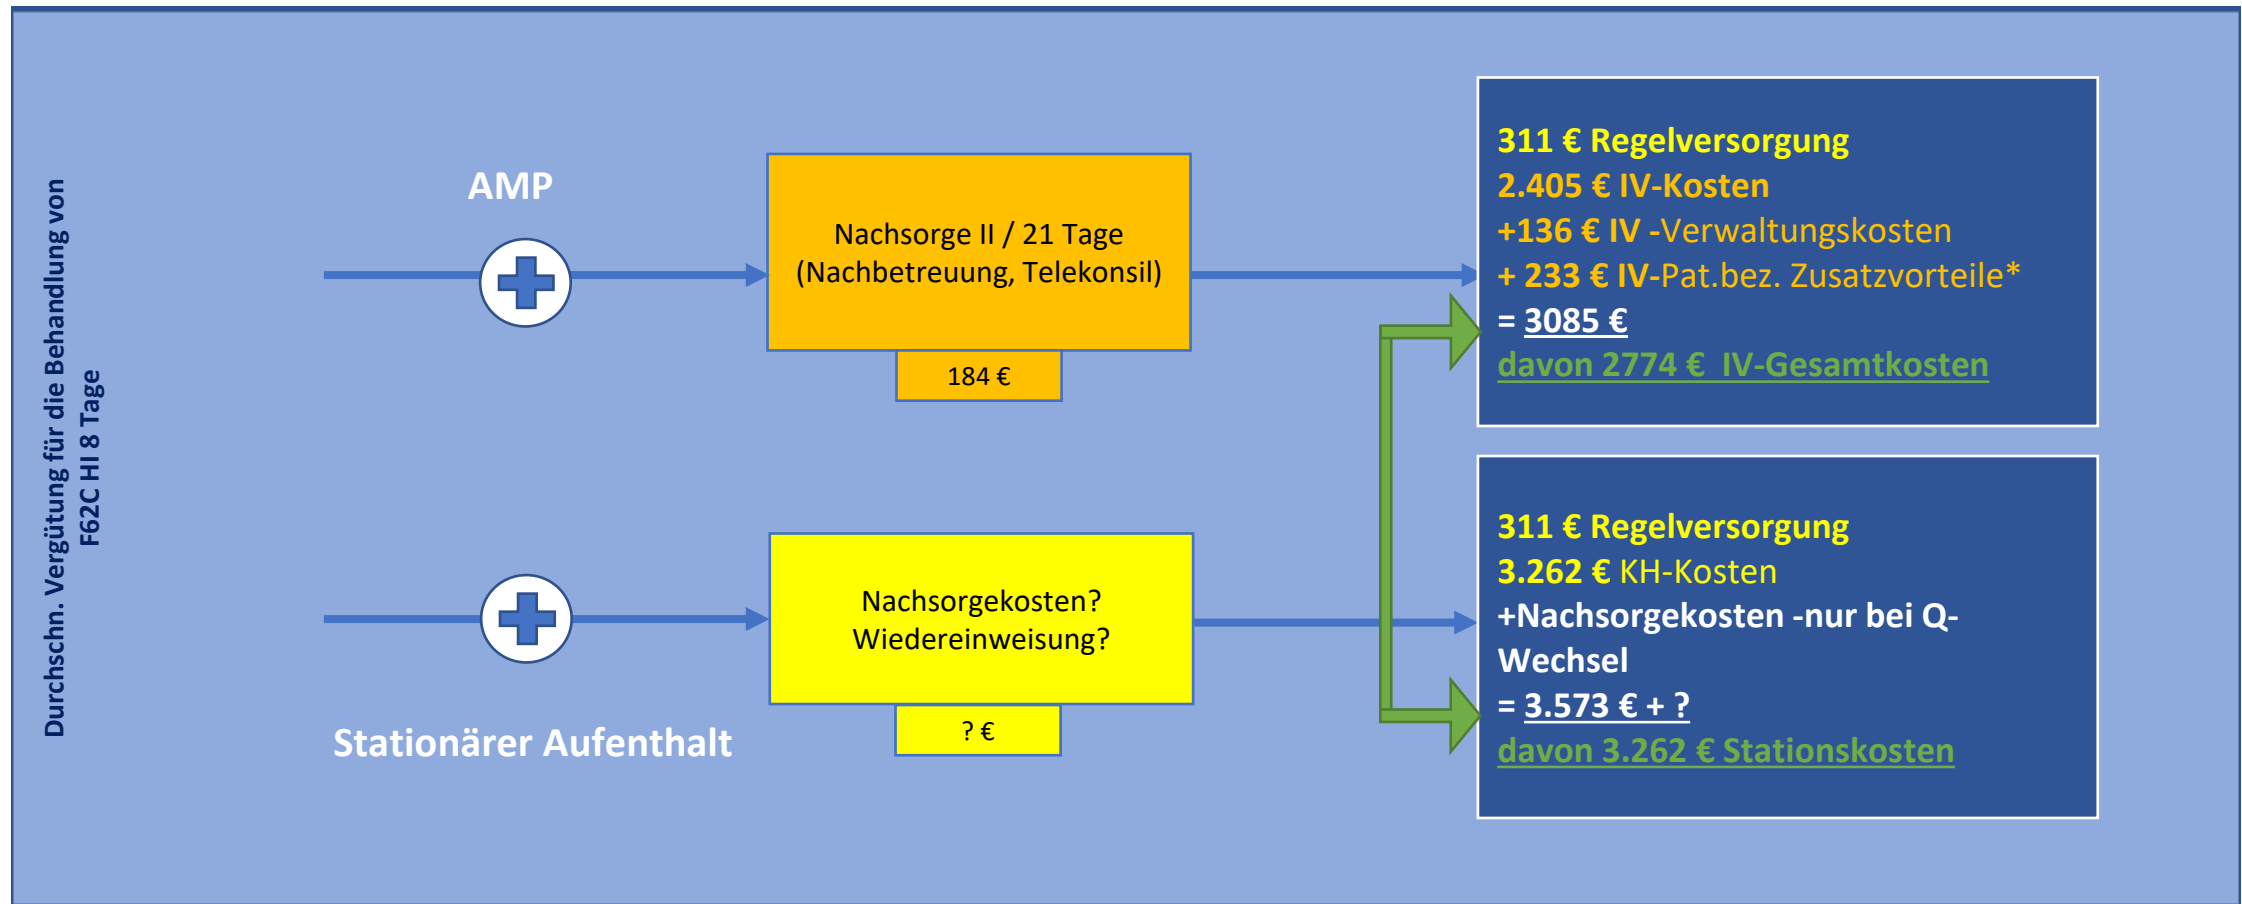 Durchschn. Vergütung für die Behandlung von
F62C HI 8 Tage
AMP
Nachsorge II / 21 Tage
(Nachbetreuung, Telekonsil)
184 €
311 € Regelversorgung
2.405 € IV-Kosten
+136 € IV -Verwaltungskosten
+ 233 € IV-Pat.bez. Zusatzvorteile*
= 3085 €
davon 2774 €  IV-Gesamtkosten
Stationärer Aufenthalt
Nachsorgekosten?
Wiedereinweisung?
? €
311 € Regelversorgung
3.262 € KH-Kosten
+Nachsorgekosten -nur bei Q-
Wechsel
= 3.573 € + ?
davon 3.262 € Stationskosten